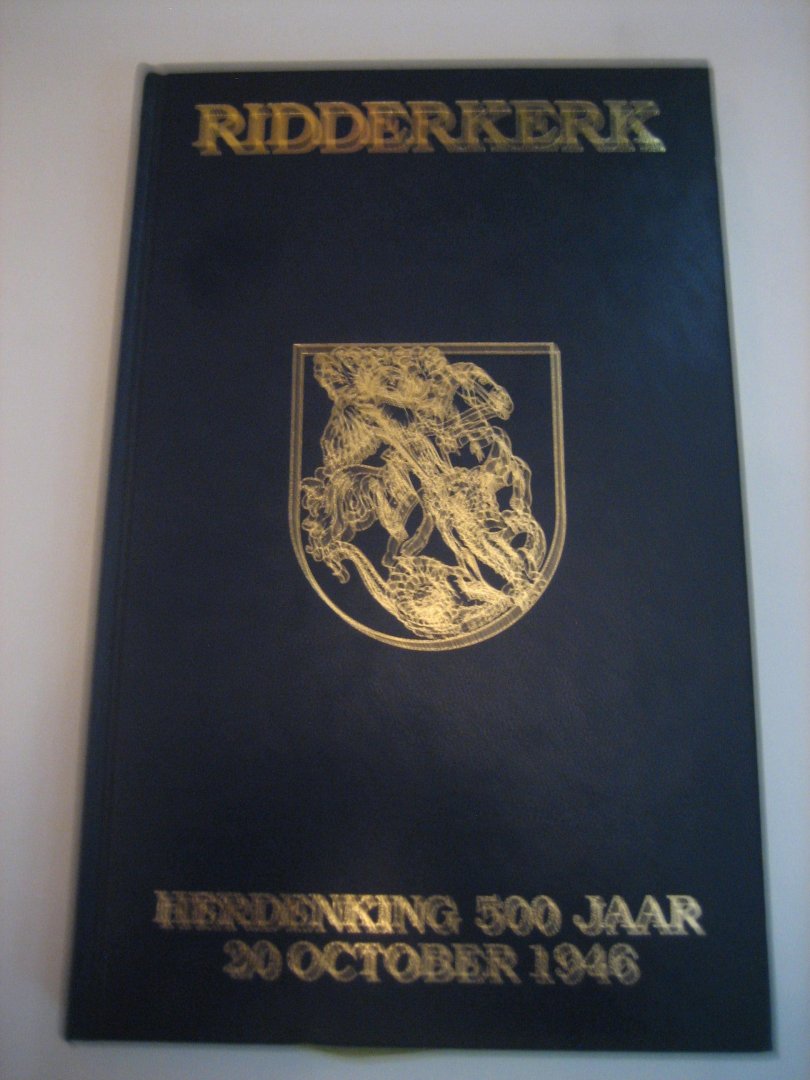 RIDDERKERK
HERDENKING 500 JAAR
20 OCTOBER 1946